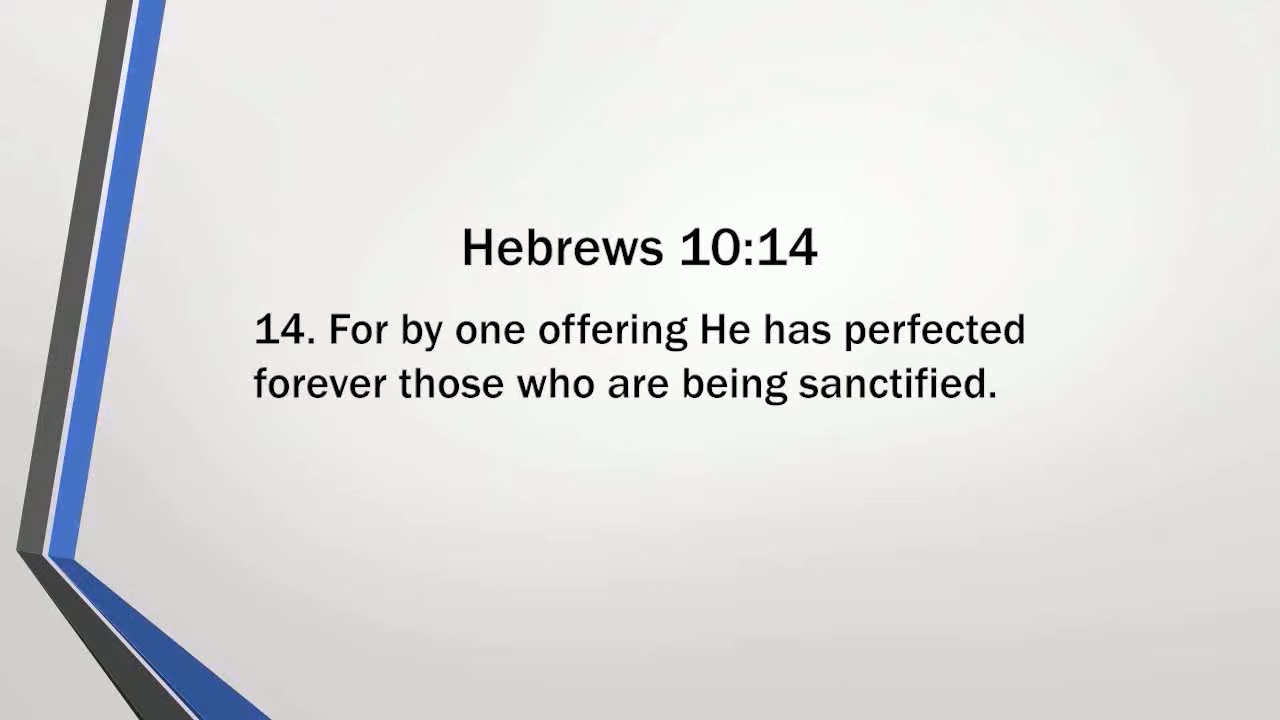 Hebrews 10:14
14. For by one offering He has perfected
forever those who are being sanctified.